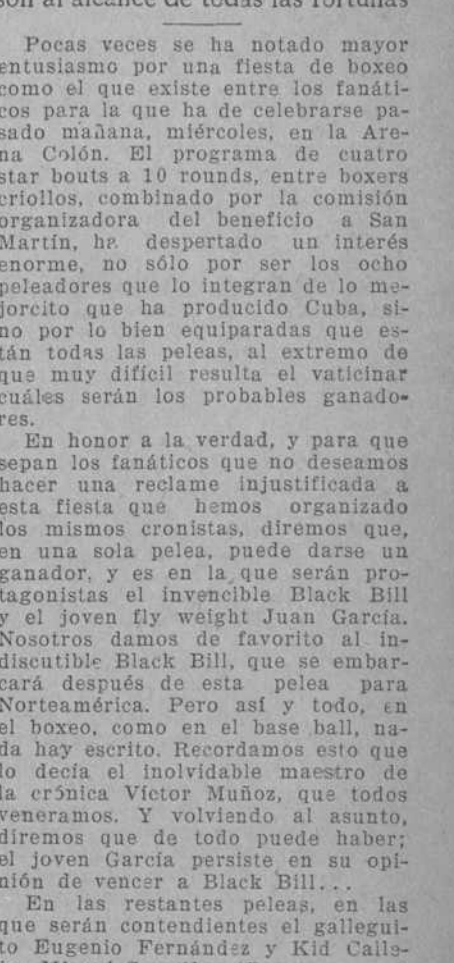 son al alcance de todas las fortunas
Pocas veces se ha notado mayor
entusiasmo por una fiesta de boxeo
como el que existe entre los fanáti-
cos para la que ha de celebrarse pa-
sado mañana, miércoles, en la Are-
na Colón. El programa de cuatro
star bouts a 10 rounds, entre boxers
criollos, combinado por la comisión
organizadora del beneficio a San
Martín, ha despertado un interés
enorme, no sólo por ser los ocho
peleadores que lo integran de lo me-
jorcito que ha producido Cuba, si-
no por lo bien equiparadas que es-
tán todas las peleas, al extremo de
que muy difícil resulta el vaticinar
cuáles serán los probables ganado-
res.
En honor a la verdad, y para que
sepan los fanáticos que no deseamos
hacer una reclame injustificada a
esta fiesta que hemos organizado
los mismos cronistas, diremos que,
en una sola pelea, puede darse un
ganador, y es en la que serán pro-
tagonistas el invencible Black Bill
y el joven fly weight Juan García.
Nosotros damos de favorito al in-
discutible Black Bill, que se embar-
cará después de esta pelea para
Norteamérica. Pero así y todo, en
el boxeo, como en el base ball, na-
da hay escrito. Recordamos esto que
lo decía el inolvidable maestro de
la crónica Víctor Muñoz, que todos
veneramos. Y volviendo al asunto,
diremos que de todo puede haber;
el joven García persiste en su opi-
nión de vencer a Black Bill...
En las restantes peleas, en las
que serán contendientes el gallegui-
to Eugenio Fernández y Kid Calle-